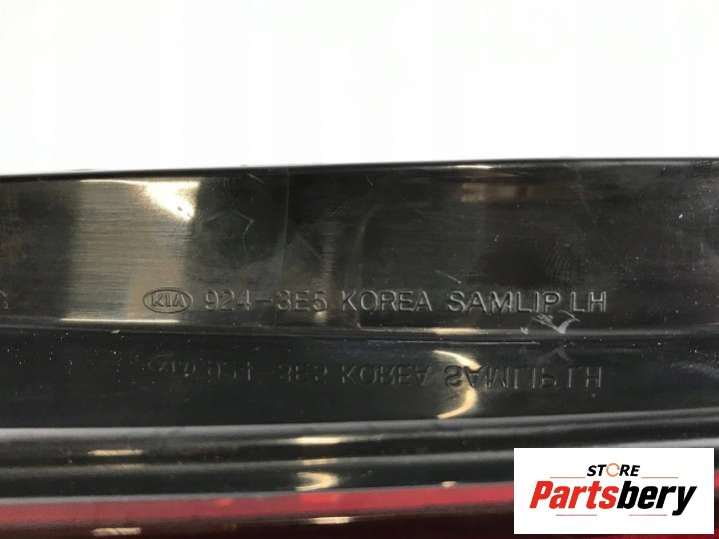 KIA 924-3E5 KOREA SAMLIP LH
STORE
Partsbery